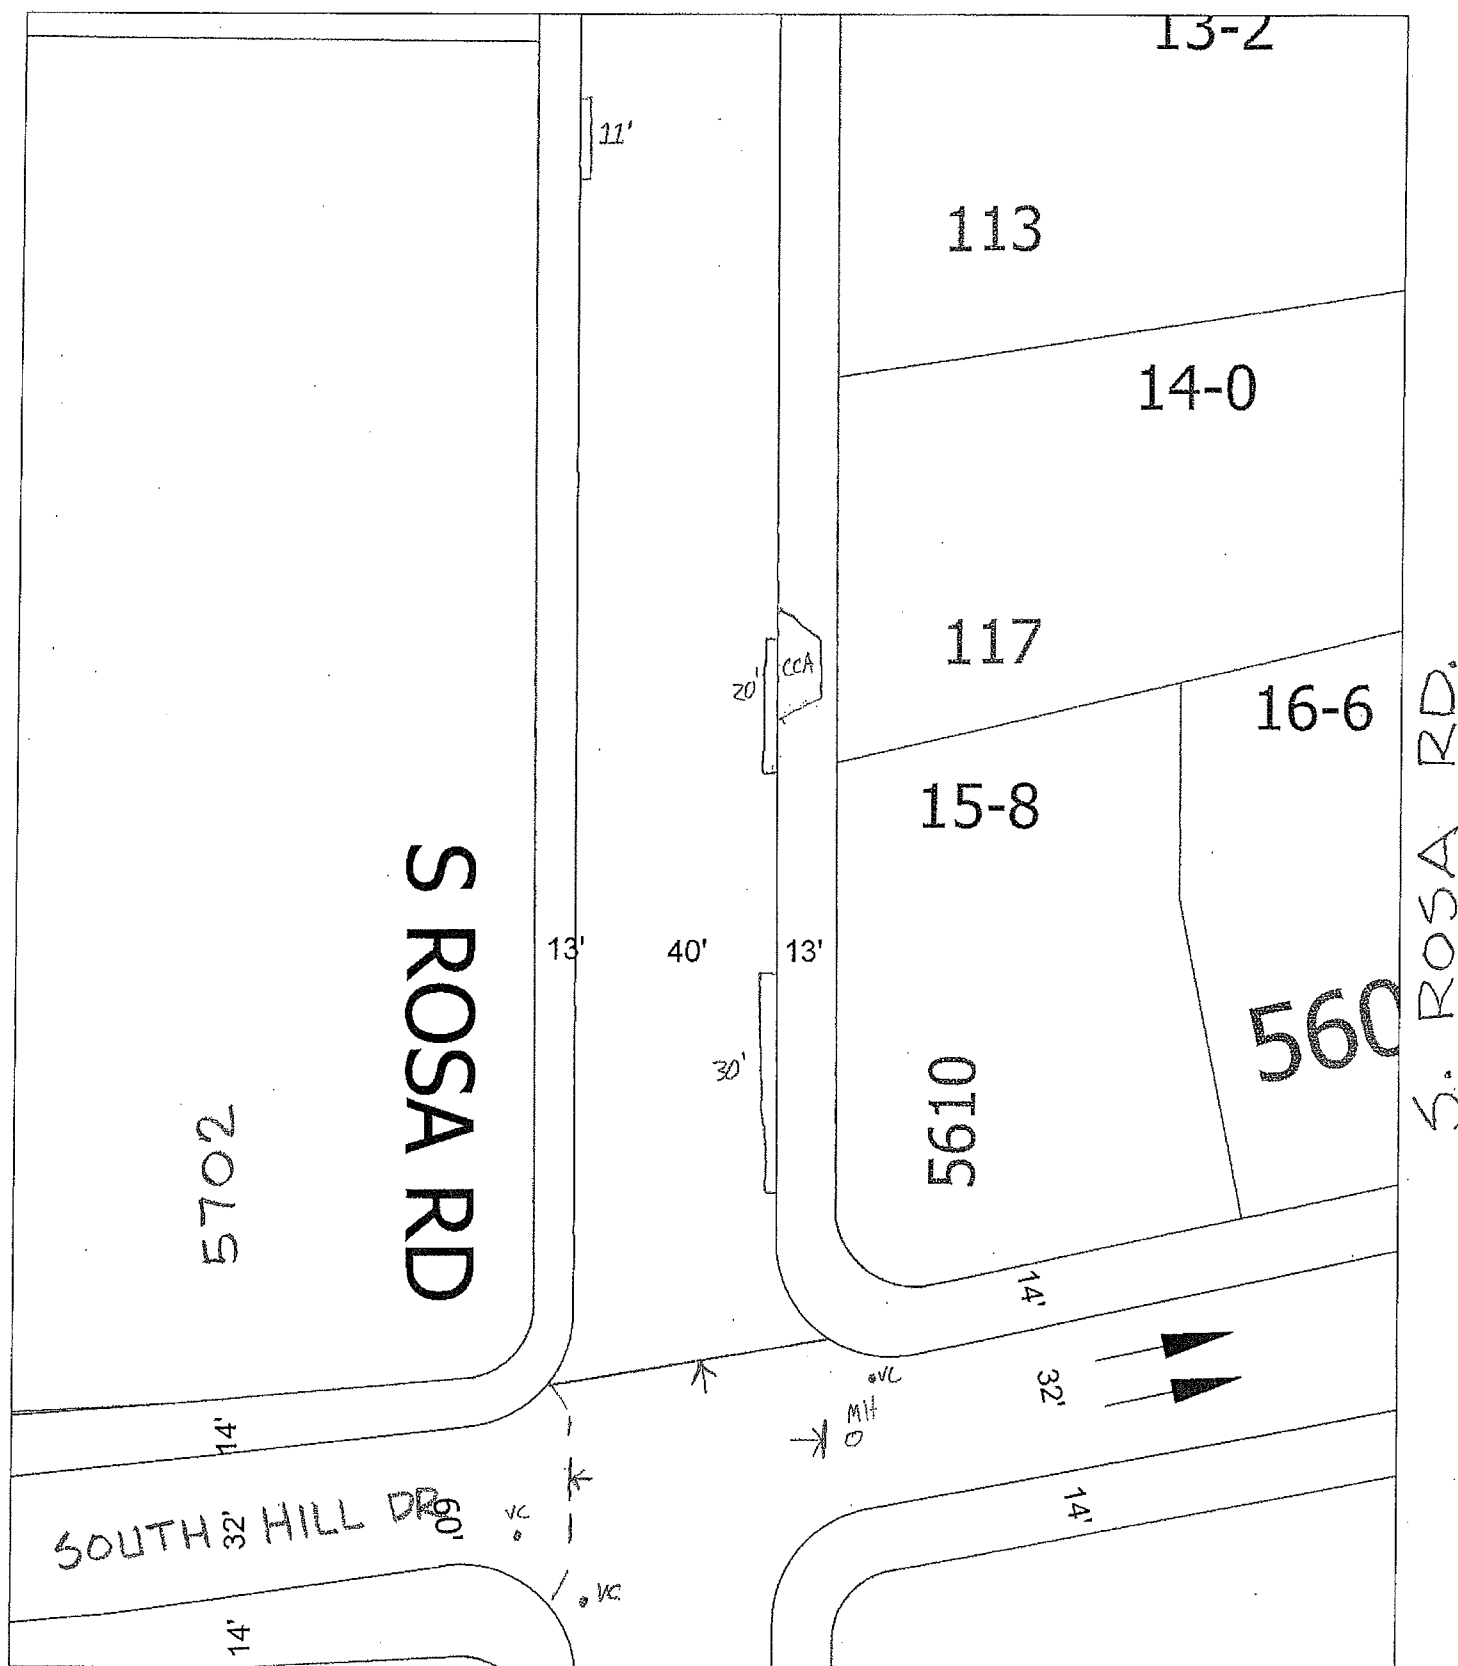 13-2
11'
113
14-0
117
CCA
20'
16-6
15-8
S. ROSA RD.
S ROSA RD
13'
40'
13'
560
30'
5610
5702
14'
32'
VC
MH
14'
14'
SOUTH HILL DR
32'
60'
VC
VC
14'